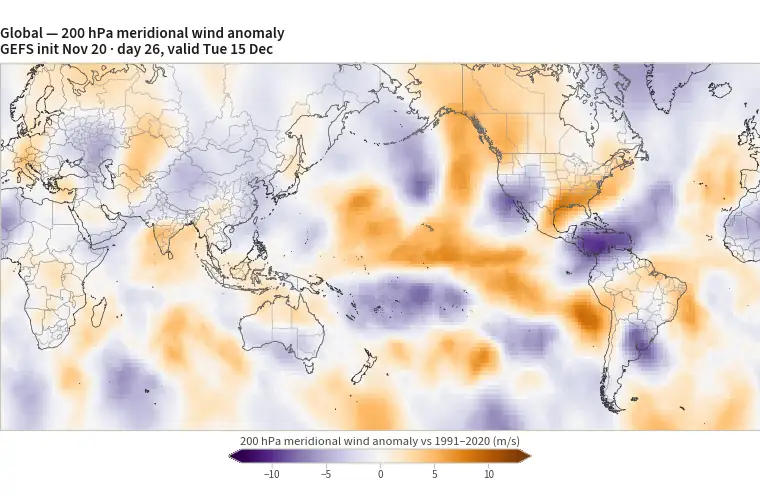 Global — 200 hPa meridional wind anomaly
GEFS init Nov 20 · day 26, valid Tue 15 Dec
200 hPa meridional wind anomaly vs 1991–2020 (m/s)
−10 −5 0 5 10